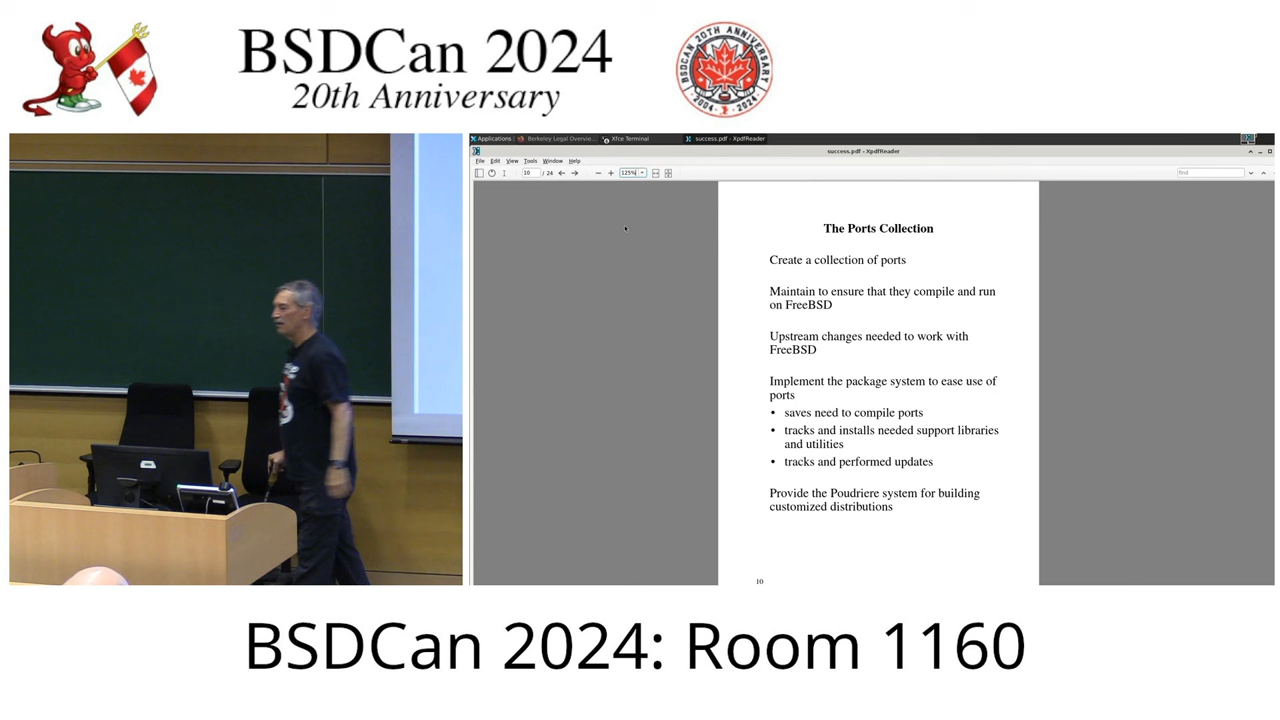 BSDCan 2024
20th Anniversary
BSDCAN 20TH ANNIVERSARY
2004 - 2024
Applications
Berkeley Legal Overvie...
Xfce Terminal
success.pdf - XpdfReader
success.pdf - XpdfReader
File Edit View Tools Window Help
10 / 24
125%
find
The Ports Collection
Create a collection of ports
Maintain to ensure that they compile and run
on FreeBSD
Upstream changes needed to work with
FreeBSD
Implement the package system to ease use of
ports
• saves need to compile ports
• tracks and installs needed support libraries
and utilities
• tracks and performed updates
Provide the Poudriere system for building
customized distributions
10
BSDCan 2024: Room 1160